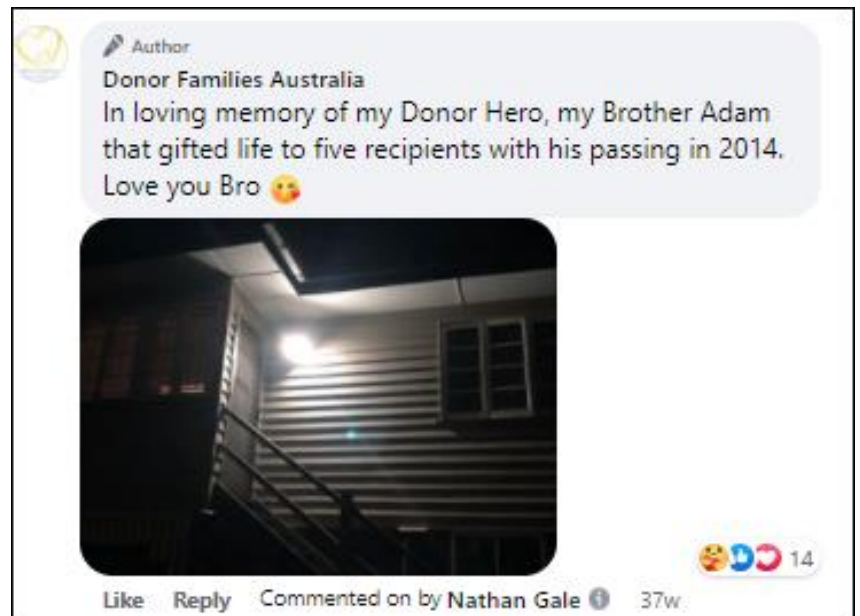 Author
Donor Families Australia
In loving memory of my Donor Hero, my Brother Adam
that gifted life to five recipients with his passing in 2014.
Love you Bro 😘
14
Like Reply Commented on by Nathan Gale 37w